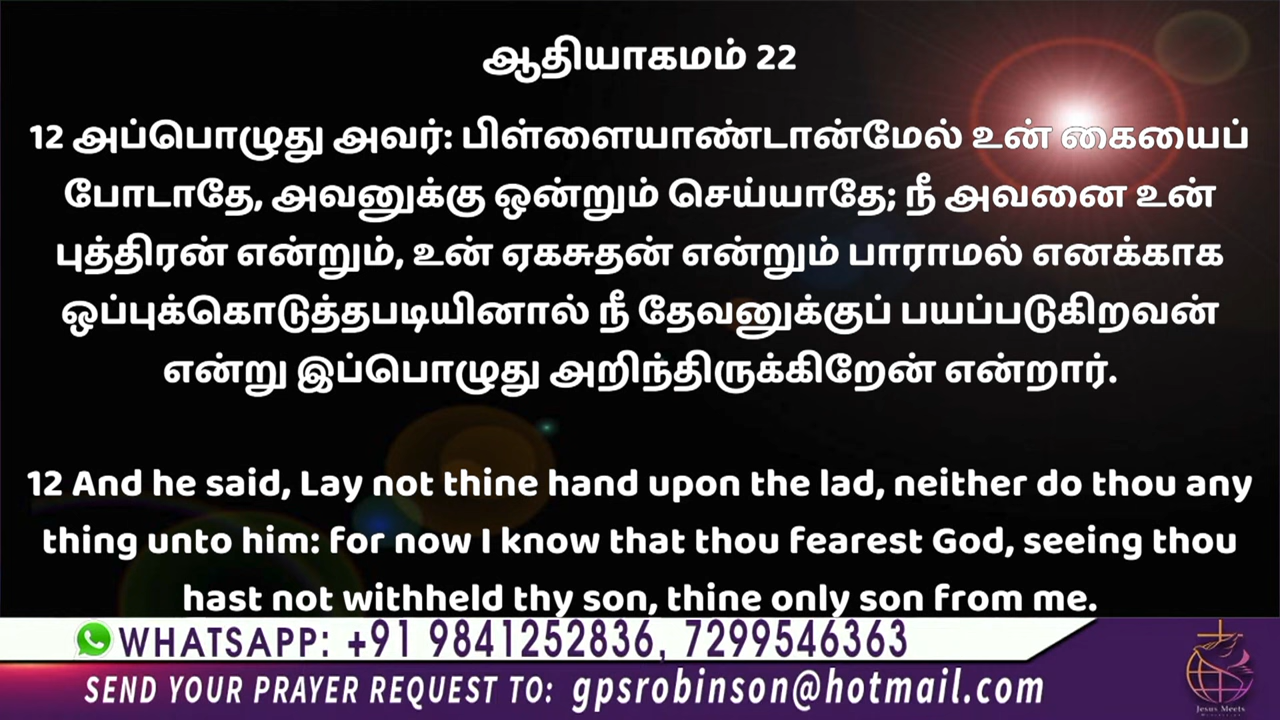 ஆதியாகமம் 22
12 அப்பொழுது அவர்: பிள்ளையாண்டான்மேல் உன் கையைப்
போடாதே, அவனுக்கு ஒன்றும் செய்யாதே; நீ அவனை உன்
புத்திரன் என்றும், உன் ஏகசுதன் என்றும் பாராமல் எனக்காக
ஒப்புக்கொடுத்தபடியினால் நீ தேவனுக்குப் பயப்படுகிறவன்
என்று இப்பொழுது அறிந்திருக்கிறேன் என்றார்.
12 And he said, Lay not thine hand upon the lad, neither do thou any
thing unto him: for now I know that thou fearest God, seeing thou
hast not withheld thy son, thine only son from me.
WHATSAPP: +91 9841252836, 7299546363
SEND YOUR PRAYER REQUEST TO: gpsrobinson@hotmail.com
Jesus Meets